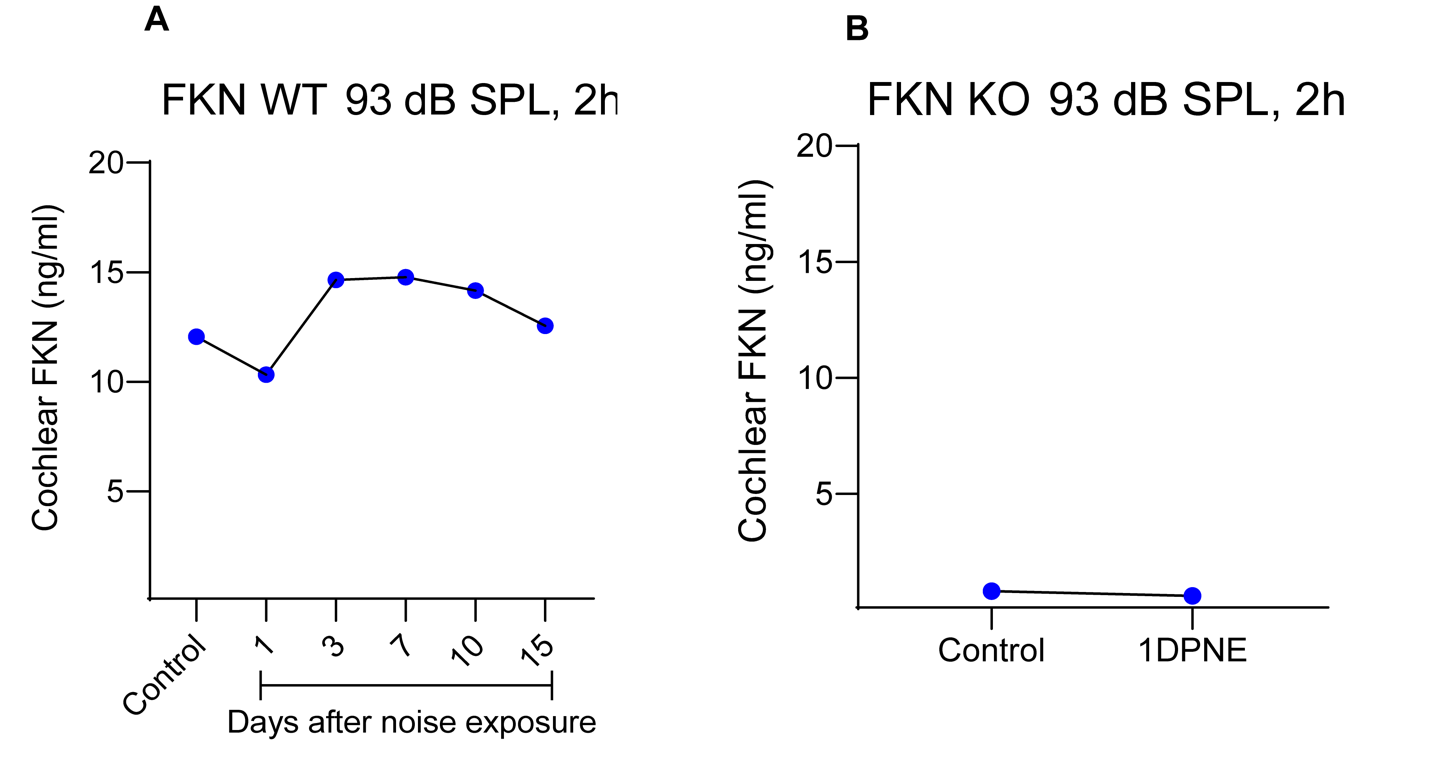 A
FKN WT 93 dB SPL, 2h
Cochlear FKN (ng/ml)
20
15
10
5
Control
1
3
7
10
15
Days after noise exposure
B
FKN KO 93 dB SPL, 2h
Cochlear FKN (ng/ml)
20
15
10
5
Control
1DPNE